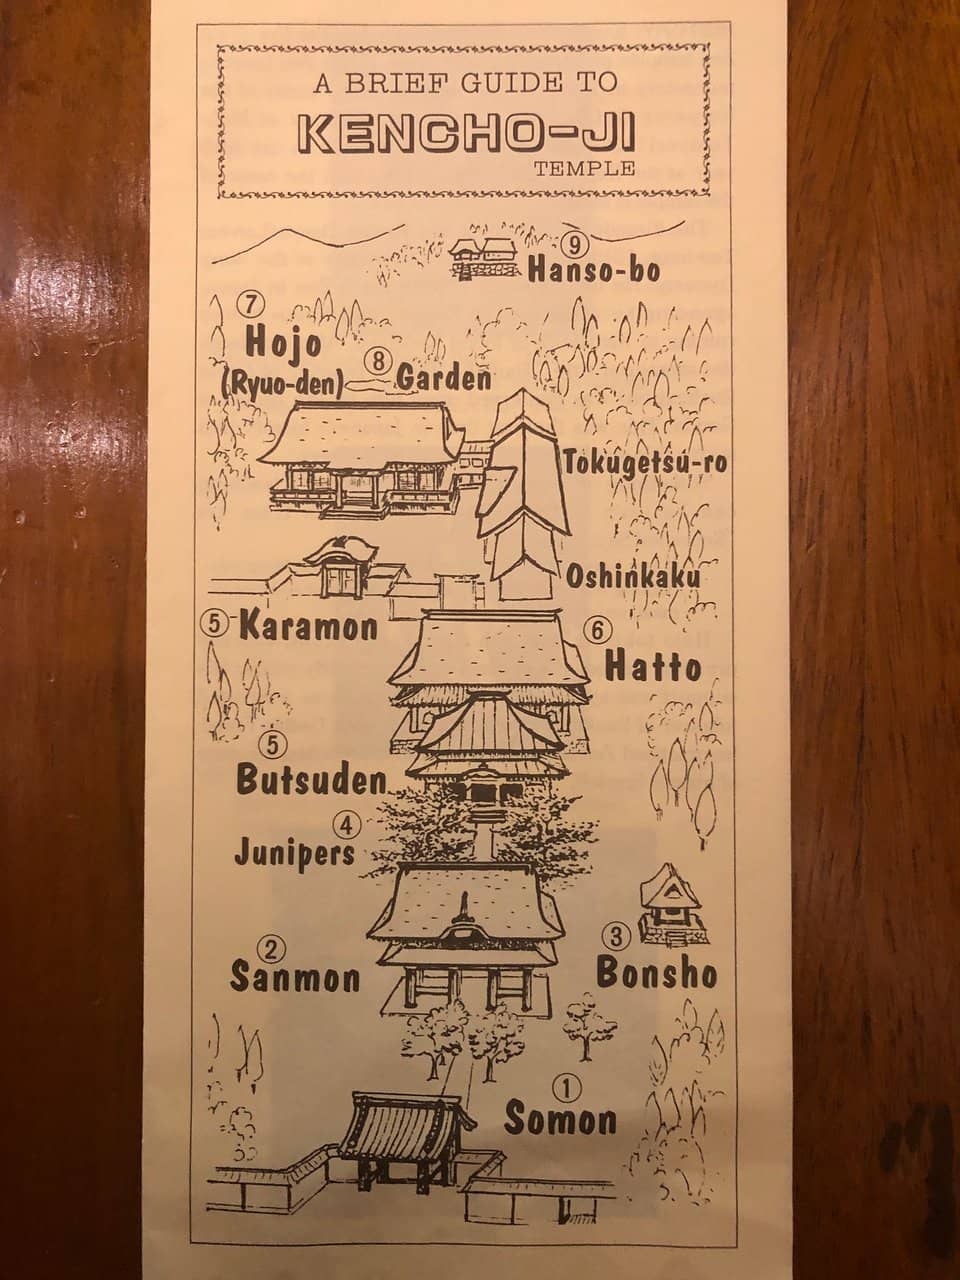 A BRIEF GUIDE TO
KENCHO-JI
TEMPLE
⑨
Hanso-bo
⑦
Hojo
(Ryuo-den)
⑧ Garden
Tokugetsu-ro
Oshinkaku
⑤ Karamon
⑥
Hatto
⑤
Butsuden
④
Junipers
③
Bonsho
②
Sanmon
①
Somon